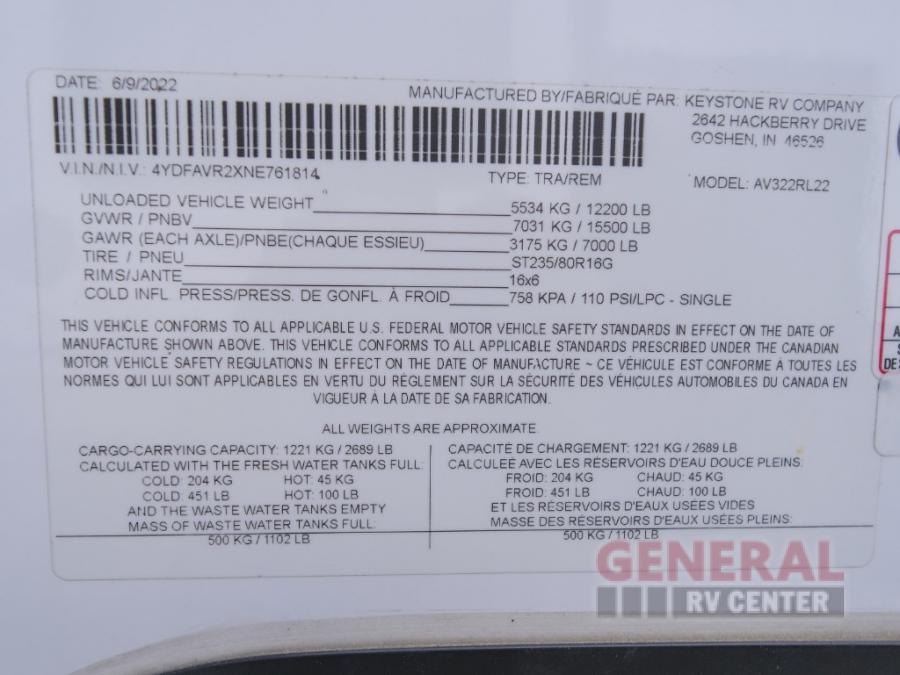 DATE: 6/9/2022
MANUFACTURED BY/FABRIQUÉ PAR: KEYSTONE RV COMPANY
2642 HACKBERRY DRIVE
GOSHEN, IN 46526
V.I.N./N.I.V.: 4YDFAVR2XNE761814
TYPE: TRA/REM
MODEL: AV322RL22
UNLOADED VEHICLE WEIGHT 5534 KG / 12200 LB
GVWR / PNBV 7031 KG / 15500 LB
GAWR (EACH AXLE)/PNBE(CHAQUE ESSIEU) 3175 KG / 7000 LB
TIRE / PNEU ST235/80R16G
RIMS/JANTE 16x6
COLD INFL. PRESS/PRESS. DE GONFL. À FROID 758 KPA / 110 PSI/LPC - SINGLE
THIS VEHICLE CONFORMS TO ALL APPLICABLE U.S. FEDERAL MOTOR VEHICLE SAFETY STANDARDS IN EFFECT ON THE DATE OF
MANUFACTURE SHOWN ABOVE. THIS VEHICLE CONFORMS TO ALL APPLICABLE STANDARDS PRESCRIBED UNDER THE CANADIAN
MOTOR VEHICLE SAFETY REGULATIONS IN EFFECT ON THE DATE OF MANUFACTURE ~ CE VÉHICULE EST CONFORME À TOUTES LES
NORMES QUI LUI SONT APPLICABLES EN VERTU DU RÈGLEMENT SUR LA SÉCURITÉ DES VÉHICULES AUTOMOBILES DU CANADA EN
VIGUEUR À LA DATE DE SA FABRICATION.
ALL WEIGHTS ARE APPROXIMATE.
CARGO-CARRYING CAPACITY: 1221 KG / 2689 LB
CALCULATED WITH THE FRESH WATER TANKS FULL:
COLD: 204 KG HOT: 45 KG
COLD: 451 LB HOT: 100 LB
AND THE WASTE WATER TANKS EMPTY
MASS OF WASTE WATER TANKS FULL:
500 KG / 1102 LB
CAPACITÉ DE CHARGEMENT: 1221 KG / 2689 LB
CALCULÉE AVEC LES RÉSERVOIRS D'EAU DOUCE PLEINS:
FROID: 204 KG CHAUD: 45 KG
FROID: 451 LB CHAUD: 100 LB
ET LES RÉSERVOIRS D'EAUX USÉES VIDES
MASSE DES RÉSERVOIRS D'EAUX USÉES PLEINS:
500 KG / 1102 LB
GENERAL
RV CENTER